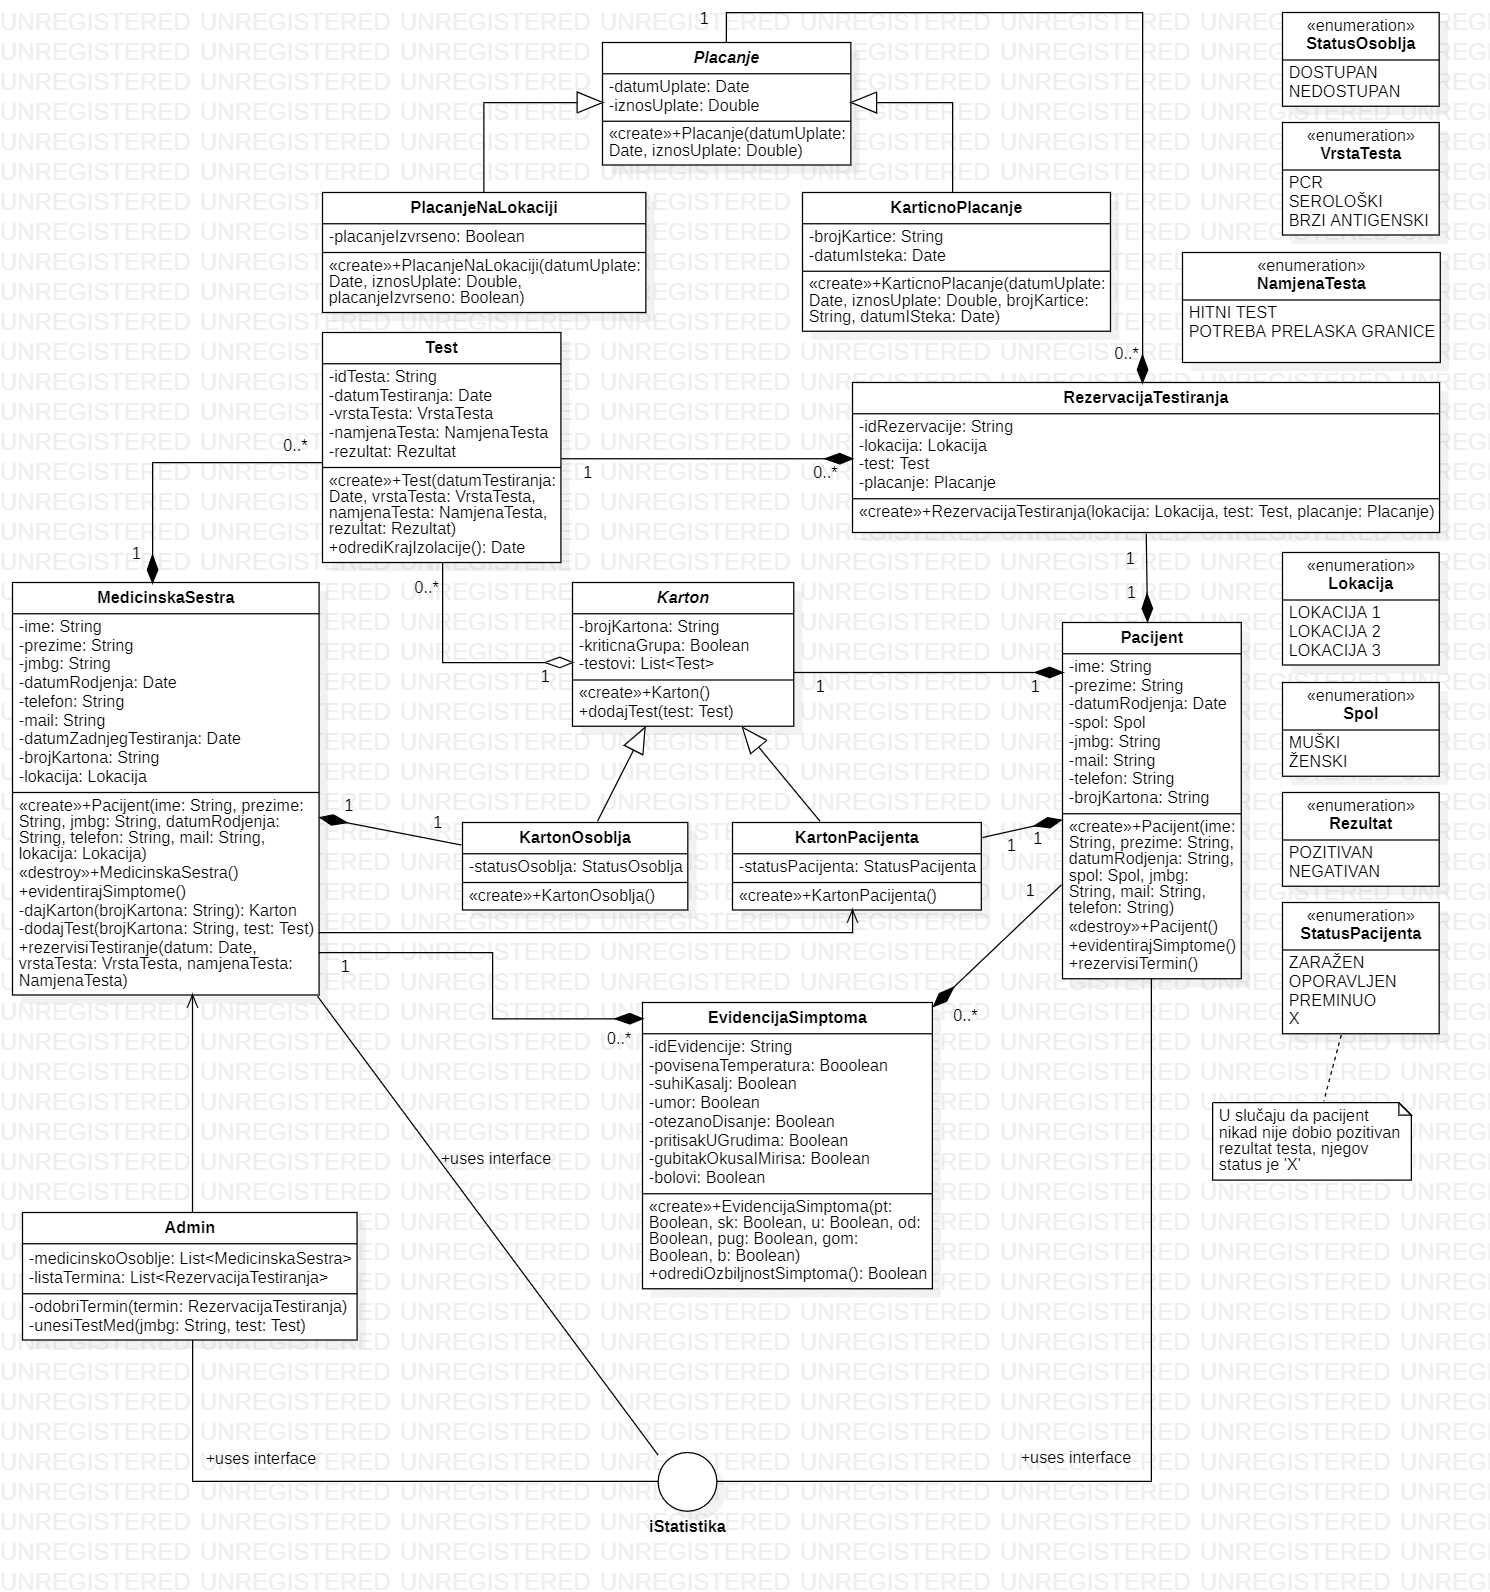 1
Placanje
-datumUplate: Date
-iznosUplate: Double
«create»+Placanje(datumUplate:
Date, iznosUplate: Double)
«enumeration»
StatusOsoblja
DOSTUPAN
NEDOSTUPAN
«enumeration»
VrstaTesta
PCR
SEROLOŠKI
BRZI ANTIGENSKI
PlacanjeNaLokaciji
-placanjeIzvrseno: Boolean
«create»+PlacanjeNaLokaciji(datumUplate:
Date, iznosUplate: Double,
placanjeIzvrseno: Boolean)
KarticnoPlacanje
-brojKartice: String
-datumIsteka: Date
«create»+KarticnoPlacanje(datumUplate:
Date, iznosUplate: Double, brojKartice:
String, datumISteka: Date)
«enumeration»
NamjenaTesta
HITNI TEST
POTREBA PRELASKA GRANICE
Test
-idTesta: String
-datumTestiranja: Date
-vrstaTesta: VrstaTesta
-namjenaTesta: NamjenaTesta
-rezultat: Rezultat
«create»+Test(datumTestiranja:
Date, vrstaTesta: VrstaTesta,
namjenaTesta: NamjenaTesta,
rezultat: Rezultat)
+odrediKrajIzolacije(): Date
0..*
1
0..*
1
0..*
0..*
RezervacijaTestiranja
-idRezervacije: String
-lokacija: Lokacija
-test: Test
-placanje: Placanje
«create»+RezervacijaTestiranja(lokacija: Lokacija, test: Test, placanje: Placanje)
1
1
MedicinskaSestra
-ime: String
-prezime: String
-jmbg: String
-datumRodjenja: Date
-telefon: String
-mail: String
-datumZadnjegTestiranja: Date
-brojKartona: String
-lokacija: Lokacija
«create»+Pacijent(ime: String, prezime:
String, jmbg: String, datumRodjenja:
String, telefon: String, mail: String,
lokacija: Lokacija)
«destroy»+MedicinskaSestra()
+evidentirajSimptome()
-dajKarton(brojKartona: String): Karton
-dodajTest(brojKartona: String, test: Test)
+rezervisiTestiranje(datum: Date,
vrstaTesta: VrstaTesta, namjenaTesta:
NamjenaTesta)
Karton
-brojKartona: String
-kriticnaGrupa: Boolean
-testovi: List<Test>
«create»+Karton()
+dodajTest(test: Test)
1
1
1
Pacijent
-ime: String
-prezime: String
-datumRodjenja: Date
-spol: Spol
-jmbg: String
-mail: String
-telefon: String
-brojKartona: String
«create»+Pacijent(ime:
String, prezime: String,
datumRodjenja: String,
spol: Spol, jmbg:
String, mail: String,
telefon: String)
«destroy»+Pacijent()
+evidentirajSimptome()
+rezervisiTermin()
«enumeration»
Lokacija
LOKACIJA 1
LOKACIJA 2
LOKACIJA 3
«enumeration»
Spol
MUŠKI
ŽENSKI
«enumeration»
Rezultat
POZITIVAN
NEGATIVAN
«enumeration»
StatusPacijenta
ZARAŽEN
OPORAVLJEN
PREMINUO
X
U slučaju da pacijent
nikad nije dobio pozitivan
rezultat testa, njegov
status je 'X'
1
1
KartonOsoblja
-statusOsoblja: StatusOsoblja
«create»+KartonOsoblja()
KartonPacijenta
-statusPacijenta: StatusPacijenta
«create»+KartonPacijenta()
1
1
1
1
0..*
0..*
EvidencijaSimptoma
-idEvidencije: String
-povisenaTemperatura: Booolean
-suhiKasalj: Boolean
-umor: Boolean
-otezanoDisanje: Boolean
-pritisakUGrudima: Boolean
-gubitakOkusaIMirisa: Boolean
-bolovi: Boolean
«create»+EvidencijaSimptoma(pt:
Boolean, sk: Boolean, u: Boolean, od:
Boolean, pug: Boolean, gom:
Boolean, b: Boolean)
+odrediOzbiljnostSimptoma(): Boolean
+uses interface
Admin
-medicinskoOsoblje: List<MedicinskaSestra>
-listaTermina: List<RezervacijaTestiranja>
-odobriTermin(termin: RezervacijaTestiranja)
-unesiTestMed(jmbg: String, test: Test)
+uses interface
+uses interface
iStatistika